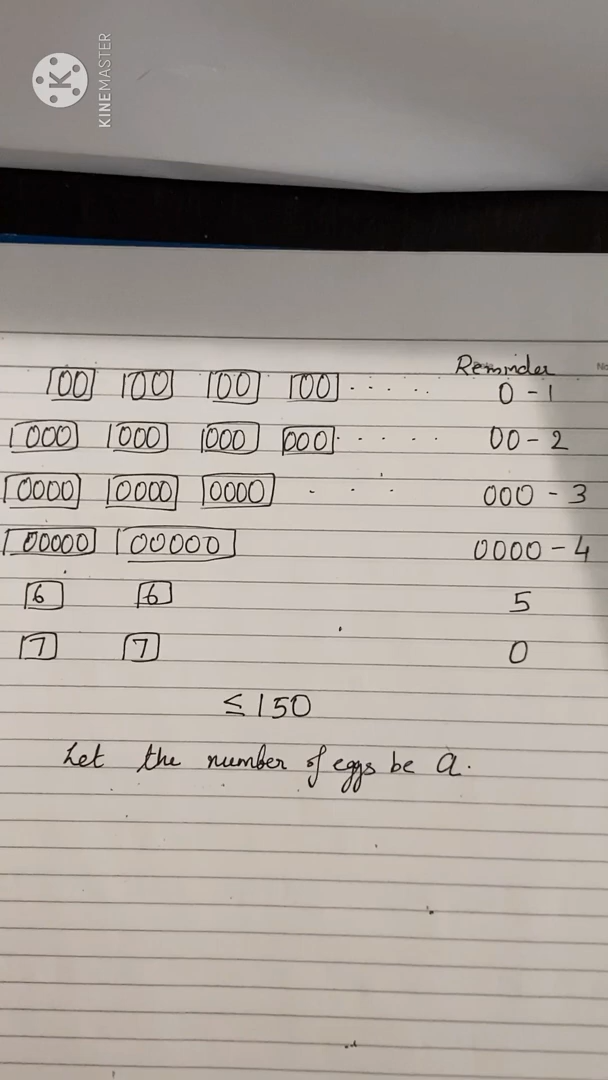 KINEMASTER
Reminder
00 00 00 00 ..... 0 - 1
000 000 000 000 ..... 00 - 2
0000 0000 0000 ... 000 - 3
00000 00000 0000 - 4
6 6 5
7 7 0
≤ 150
Let the number of eggs be a.